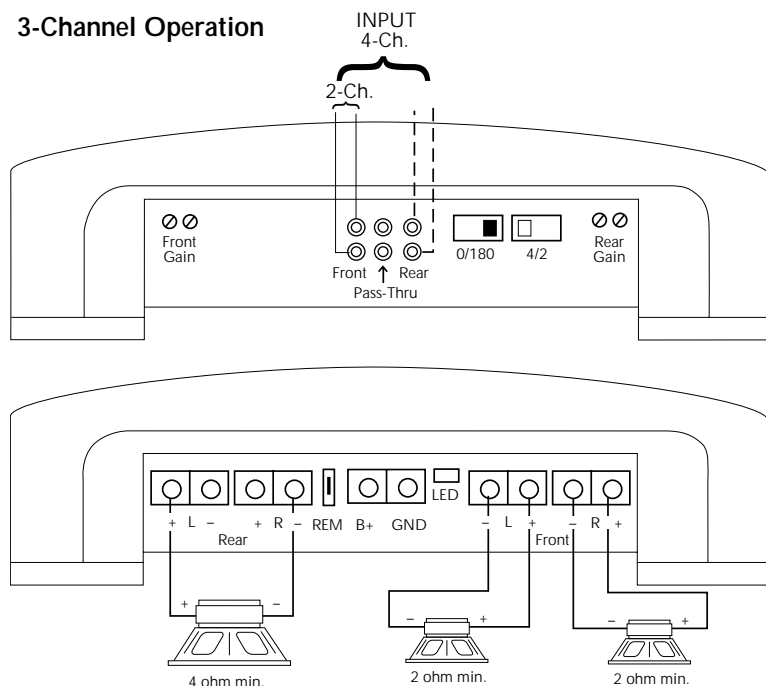 3-Channel Operation
INPUT
4-Ch.
2-Ch.
Front
Gain
Front ↑ Rear
Pass-Thru
0/180
4/2
Rear
Gain
LED
+ L − + R − REM B+ GND − L + − R +
Rear Front
+ − − + − +
4 ohm min. 2 ohm min. 2 ohm min.